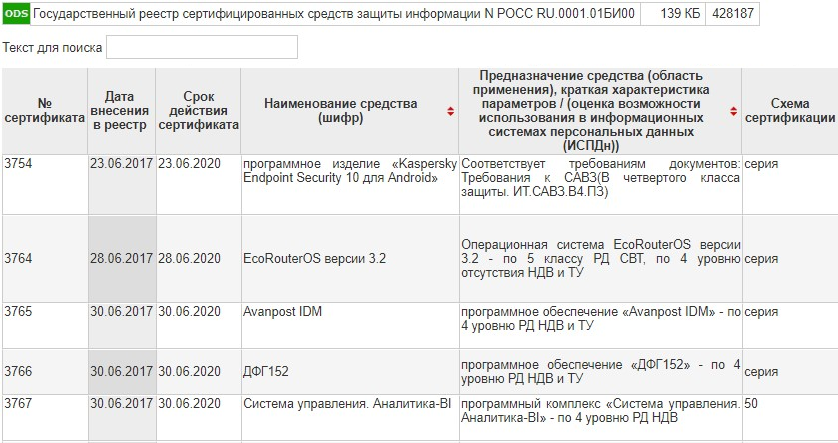 ODS Государственный реестр сертифицированных средств защиты информации N РОСС RU.0001.01БИ00 139 КБ 428187
Текст для поиска
№
сертификата
Дата
внесения
в реестр
Срок
действия
сертификата
Наименование средства
(шифр)
Предназначение средства (область
применения), краткая характеристика
параметров / (оценка возможности
использования в информационных
системах персональных данных
(ИСПДн))
Схема
сертификации
3754
23.06.2017
23.06.2020
программное изделие «Kaspersky
Endpoint Security 10 для Android»
Соответствует требованиям документов:
Требования к САВЗ(В четвертого класса
защиты. ИТ.САВЗ.В4.ПЗ)
серия
3764
28.06.2017
28.06.2020
EcoRouterOS версии 3.2
Операционная система EcoRouterOS версии
3.2 - по 5 классу РД СВТ, по 4 уровню
отсутствия НДВ и ТУ
серия
3765
30.06.2017
30.06.2020
Avanpost IDM
программное обеспечение «Avanpost IDM» - по
4 уровню РД НДВ и ТУ
серия
3766
30.06.2017
30.06.2020
ДФГ152
программное обеспечение «ДФГ152» - по 4
уровню РД НДВ и ТУ
серия
3767
30.06.2017
30.06.2020
Система управления. Аналитика-BI
программный комплекс «Система управления.
Аналитика-BI» - по 4 уровню РД НДВ
50